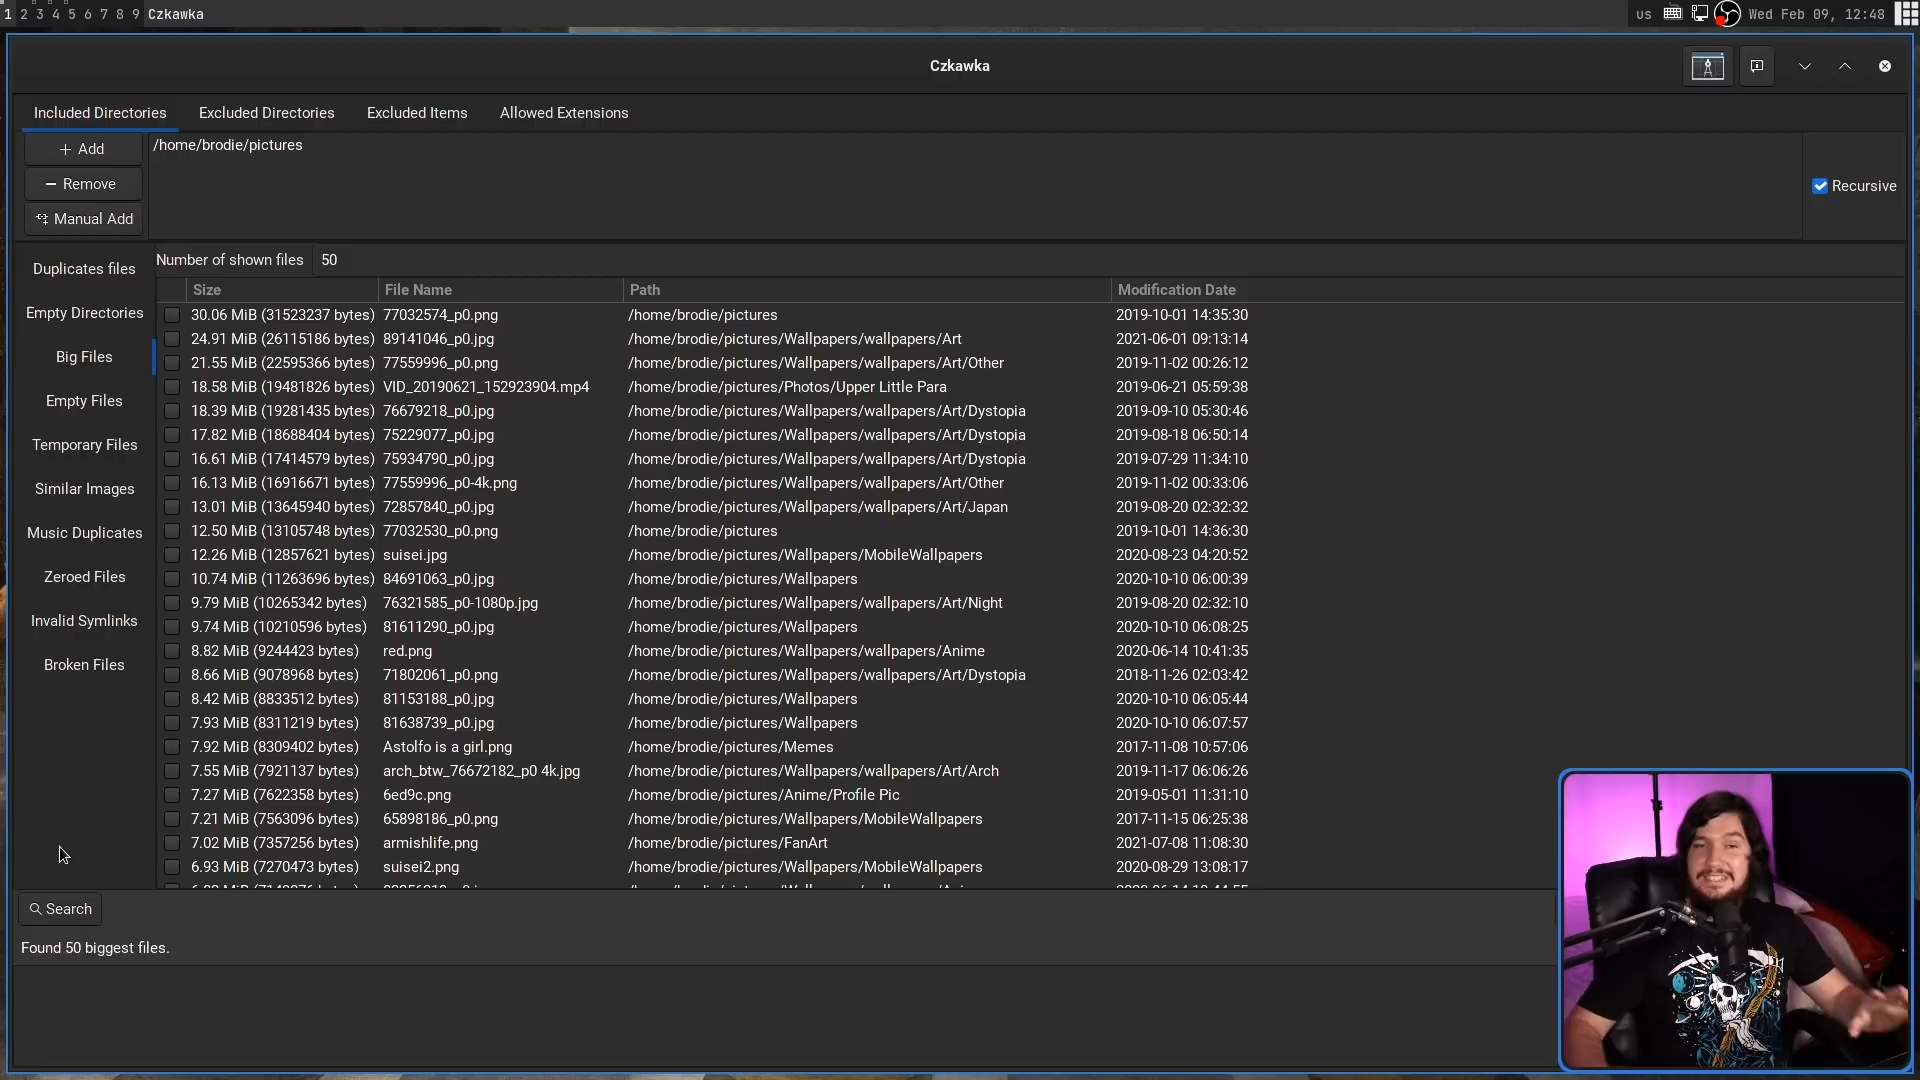 1 2 3 4 5 6 7 8 9 Czkawka
us Wed Feb 09, 12:48
Czkawka
Included Directories Excluded Directories Excluded Items Allowed Extensions
Add
Remove
Manual Add
/home/brodie/pictures
Recursive
Duplicates files
Empty Directories
Big Files
Empty Files
Temporary Files
Similar Images
Music Duplicates
Zeroed Files
Invalid Symlinks
Broken Files
Number of shown files 50
Size File Name Path Modification Date
30.06 MiB (31523237 bytes) 77032574_p0.png /home/brodie/pictures 2019-10-01 14:35:30
24.91 MiB (26115186 bytes) 89141046_p0.jpg /home/brodie/pictures/Wallpapers/wallpapers/Art 2021-06-01 09:13:14
21.55 MiB (22595366 bytes) 77559996_p0.png /home/brodie/pictures/Wallpapers/wallpapers/Art/Other 2019-11-02 00:26:12
18.58 MiB (19481826 bytes) VID_20190621_152923904.mp4 /home/brodie/pictures/Photos/Upper Little Para 2019-06-21 05:59:38
18.39 MiB (19281435 bytes) 76679218_p0.jpg /home/brodie/pictures/Wallpapers/wallpapers/Art/Dystopia 2019-09-10 05:30:46
17.82 MiB (18688404 bytes) 75229077_p0.jpg /home/brodie/pictures/Wallpapers/wallpapers/Art/Dystopia 2019-08-18 06:50:14
16.61 MiB (17414579 bytes) 75934790_p0.jpg /home/brodie/pictures/Wallpapers/wallpapers/Art/Dystopia 2019-07-29 11:34:10
16.13 MiB (16916671 bytes) 77559996_p0-4k.png /home/brodie/pictures/Wallpapers/wallpapers/Art/Other 2019-11-02 00:33:06
13.01 MiB (13645940 bytes) 72857840_p0.jpg /home/brodie/pictures/Wallpapers/wallpapers/Art/Japan 2019-08-20 02:32:32
12.50 MiB (13105748 bytes) 77032530_p0.png /home/brodie/pictures 2019-10-01 14:36:30
12.26 MiB (12857621 bytes) suisei.jpg /home/brodie/pictures/Wallpapers/MobileWallpapers 2020-08-23 04:20:52
10.74 MiB (11263696 bytes) 84691063_p0.jpg /home/brodie/pictures/Wallpapers 2020-10-10 06:00:39
9.79 MiB (10265342 bytes) 76321585_p0-1080p.jpg /home/brodie/pictures/Wallpapers/wallpapers/Art/Night 2019-08-20 02:32:10
9.74 MiB (10210596 bytes) 81611290_p0.jpg /home/brodie/pictures/Wallpapers 2020-10-10 06:08:25
8.82 MiB (9244423 bytes) red.png /home/brodie/pictures/Wallpapers/wallpapers/Anime 2020-06-14 10:41:35
8.66 MiB (9078968 bytes) 71802061_p0.png /home/brodie/pictures/Wallpapers/wallpapers/Art/Dystopia 2018-11-26 02:03:42
8.42 MiB (8833512 bytes) 81153188_p0.jpg /home/brodie/pictures/Wallpapers 2020-10-10 06:05:44
7.93 MiB (8311219 bytes) 81638739_p0.jpg /home/brodie/pictures/Wallpapers 2020-10-10 06:07:57
7.92 MiB (8309402 bytes) Astolfo is a girl.png /home/brodie/pictures/Memes 2017-11-08 10:57:06
7.55 MiB (7921137 bytes) arch_btw_76672182_p0 4k.jpg /home/brodie/pictures/Wallpapers/wallpapers/Art/Arch 2019-11-17 06:06:26
7.27 MiB (7622358 bytes) 6ed9c.png /home/brodie/pictures/Anime/Profile Pic 2019-05-01 11:31:10
7.21 MiB (7563096 bytes) 65898186_p0.png /home/brodie/pictures/Wallpapers/MobileWallpapers 2017-11-15 06:25:38
7.02 MiB (7357256 bytes) armishlife.png /home/brodie/pictures/FanArt 2021-07-08 11:08:30
6.93 MiB (7270473 bytes) suisei2.png /home/brodie/pictures/Wallpapers/MobileWallpapers 2020-08-29 13:08:17
Search
Found 50 biggest files.